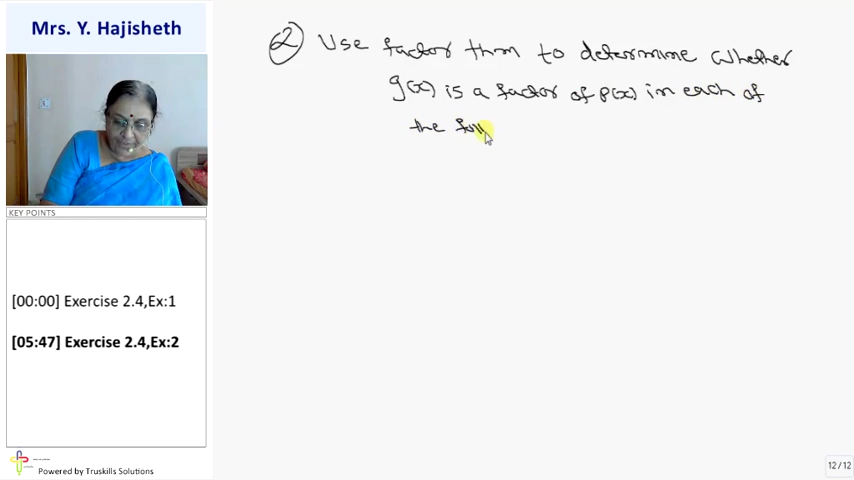 Mrs. Y. Hajisheth
② Use factor thm to determine whether
g(x) is a factor of p(x) in each of
the foll
KEY POINTS
[00:00] Exercise 2.4,Ex:1
[05:47] Exercise 2.4,Ex:2
Powered by Truskills Solutions
12/12